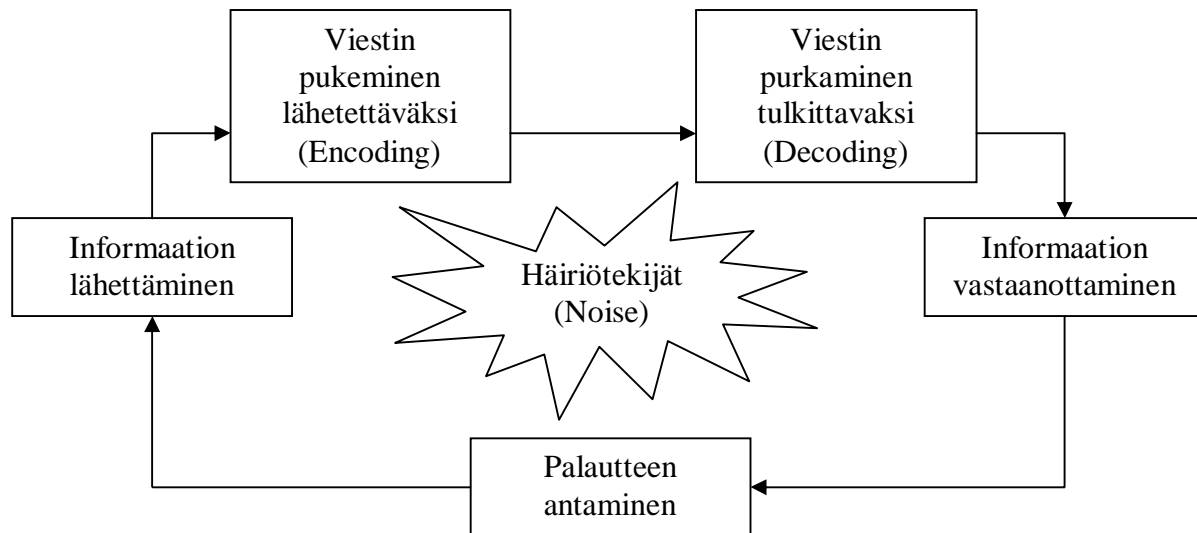 Viestin
pukeminen
lähetettäväksi
(Encoding)
Viestin
purkaminen
tulkittavaksi
(Decoding)
Informaation
lähettäminen
Häiriötekijät
(Noise)
Informaation
vastaanottaminen
Palautteen
antaminen